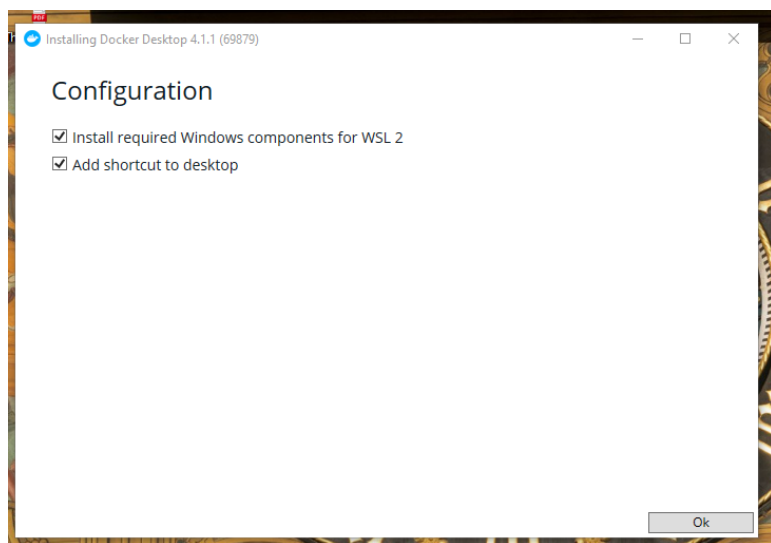 PDF
Installing Docker Desktop 4.1.1 (69879)
Configuration
Install required Windows components for WSL 2
Add shortcut to desktop
Ok